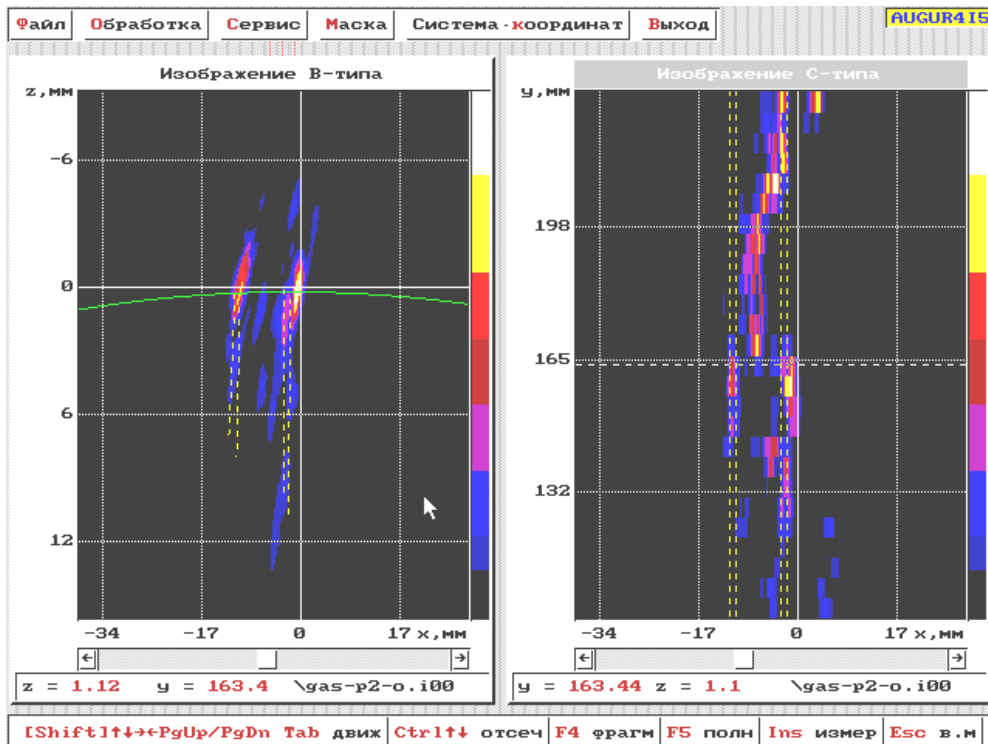 Файл Обработка Сервис Маска Система·координат Выход AUGUR4I5
Изображение B-типа
z,мм
-6
0
6
12
-34 -17 0 17 x,мм
z = 1.12 y = 163.4 \gas-p2-o.i00
Изображение C-типа
y,мм
198
165
132
-34 -17 0 17 x,мм
y = 163.44 z = 1.1 \gas-p2-o.i00
[Shift]↑↓→←PgUp/PgDn Tab движ Ctrl↑↓ отсеч F4 фрагм F5 полн Ins измер Esc в.м